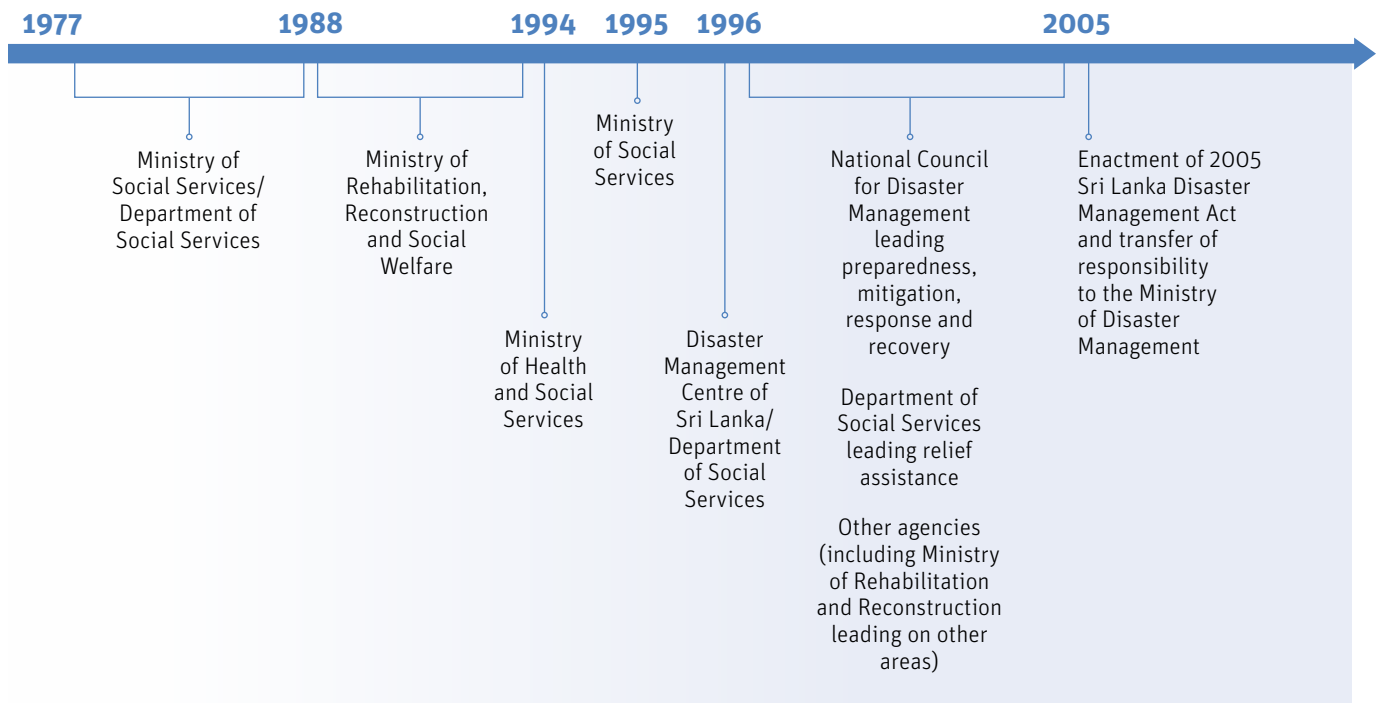 1977 1988 1994 1995 1996 2005
Ministry of
Social Services/
Department of
Social Services
Ministry of
Rehabilitation,
Reconstruction
and Social
Welfare
Ministry
of Health
and Social
Services
Ministry
of Social
Services
Disaster
Management
Centre of
Sri Lanka/
Department
of Social
Services
National Council
for Disaster
Management
leading
preparedness,
mitigation,
response and
recovery
Department of
Social Services
leading relief
assistance
Other agencies
(including Ministry
of Rehabilitation
and Reconstruction
leading on other
areas)
Enactment of 2005
Sri Lanka Disaster
Management Act
and transfer of
responsibility
to the Ministry
of Disaster
Management